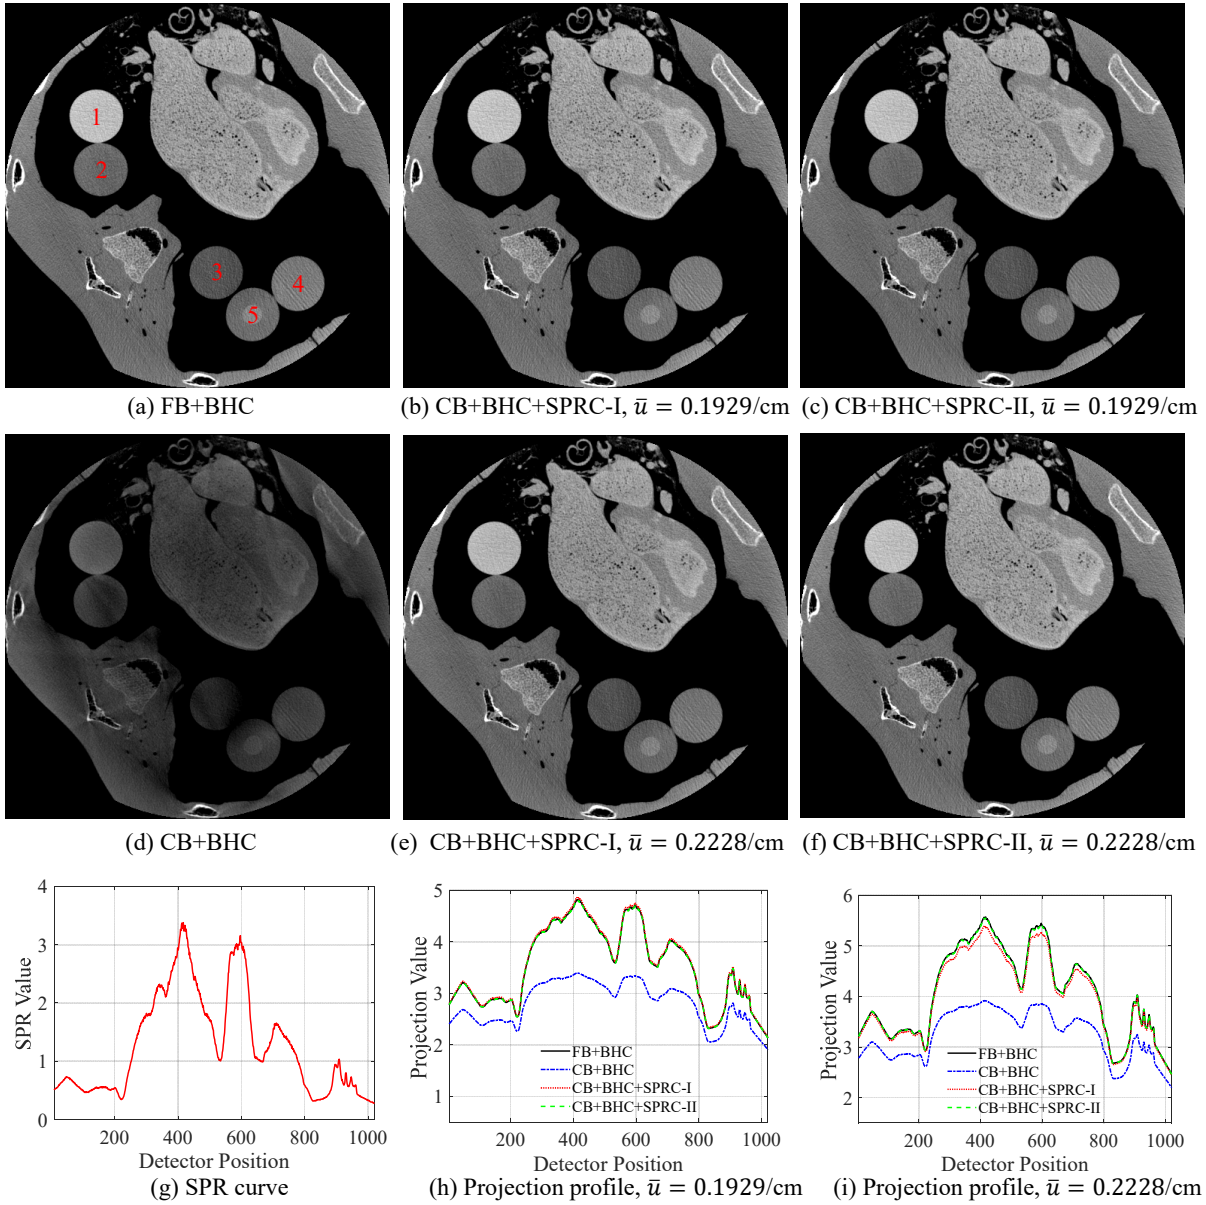 1
2
3
4
5
(a) FB+BHC
(b) CB+BHC+SPRC-I, ū = 0.1929/cm
(c) CB+BHC+SPRC-II, ū = 0.1929/cm
(d) CB+BHC
(e) CB+BHC+SPRC-I, ū = 0.2228/cm
(f) CB+BHC+SPRC-II, ū = 0.2228/cm
4
3
2
1
0
SPR Value
200 400 600 800 1000
Detector Position
(g) SPR curve
5
4
3
2
1
Projection Value
FB+BHC
CB+BHC
CB+BHC+SPRC-I
CB+BHC+SPRC-II
200 400 600 800 1000
Detector Position
(h) Projection profile, ū = 0.1929/cm
6
5
4
3
2
Projection Value
FB+BHC
CB+BHC
CB+BHC+SPRC-I
CB+BHC+SPRC-II
200 400 600 800 1000
Detector Position
(i) Projection profile, ū = 0.2228/cm